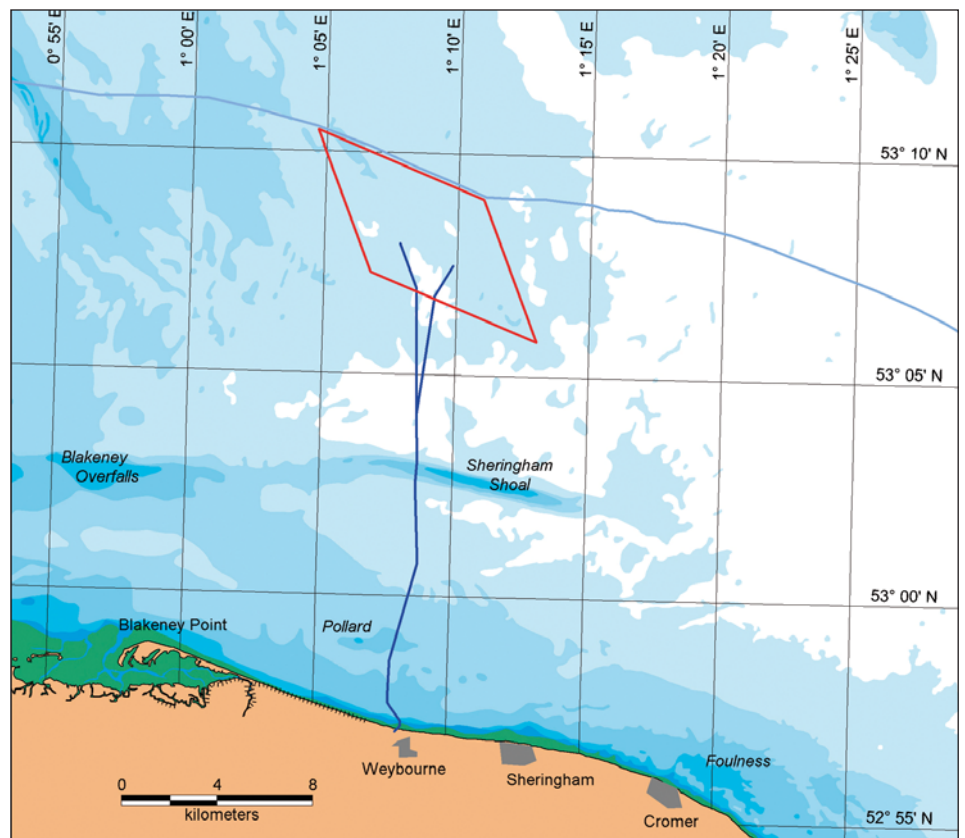 0° 55' E
1° 00' E
1° 05' E
1° 10' E
1° 15' E
1° 20' E
1° 25' E
53° 10' N
53° 05' N
Blakeney
Overfalls
Sheringham
Shoal
53° 00' N
Blakeney Point
Pollard
Weybourne
Sheringham
Foulness
Cromer
0 4 8
kilometers
52° 55' N